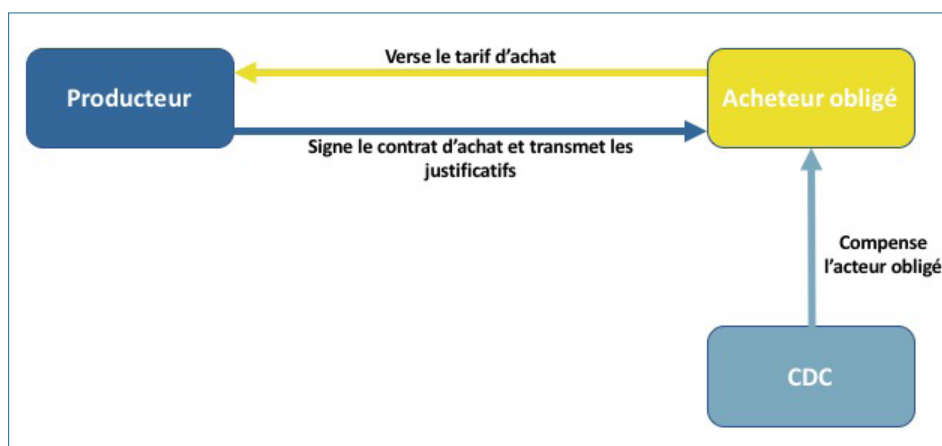 Verse le tarif d'achat
Producteur
Acheteur obligé
Signe le contrat d'achat et transmet les
justificatifs
Compense
l'acteur obligé
CDC